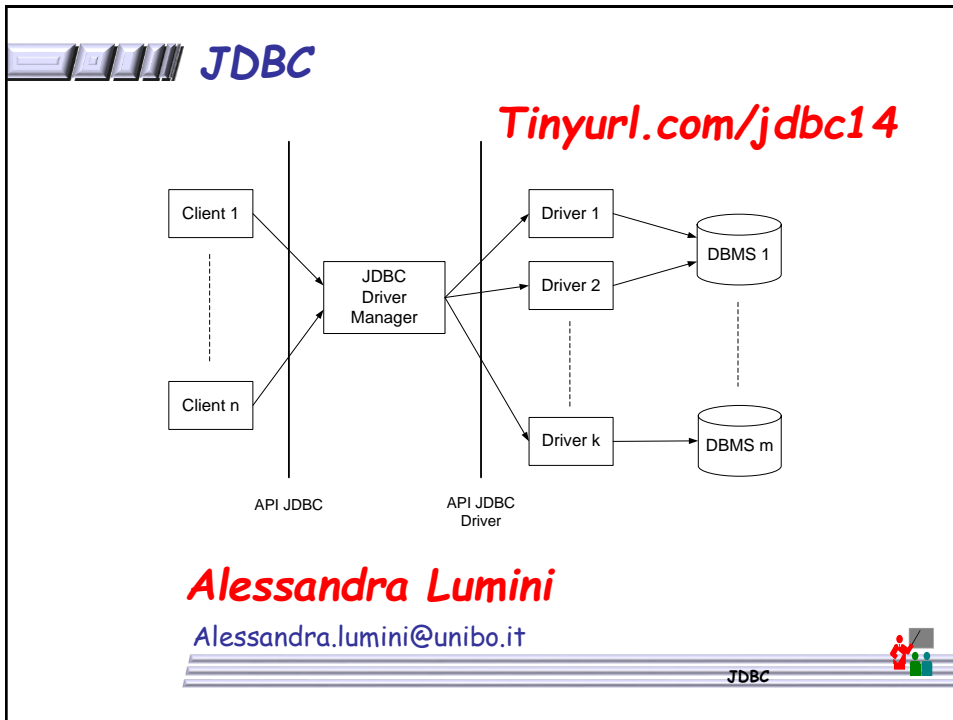 JDBC
Tinyurl.com/jdbc14
Client 1
Client n
JDBC
Driver
Manager
Driver 1
Driver 2
Driver k
DBMS 1
DBMS m
API JDBC
API JDBC
Driver
Alessandra Lumini
Alessandra.lumini@unibo.it
JDBC